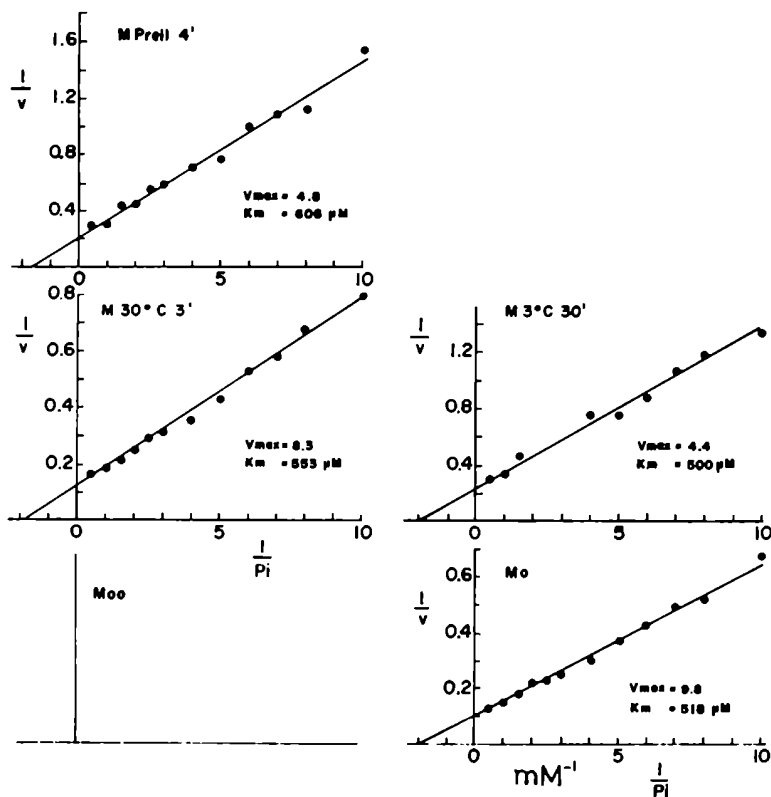 M Prell 4'
1/v
1.6
1.2
0.8
0.4
Vmax = 4.8
Km = 606 μM
0 5 10
M 30°C 3'
1/v
0.8
0.6
0.4
0.2
Vmax = 8.3
Km = 553 μM
0 5 10
1/Pi
M 3°C 30'
1/v
1.2
0.8
0.4
Vmax = 4.4
Km = 500 μM
0 5 10
Moo
Mo
1/v
0.6
0.4
0.2
Vmax = 9.8
Km = 518 μM
0 5 10
mM⁻¹ 1/Pi